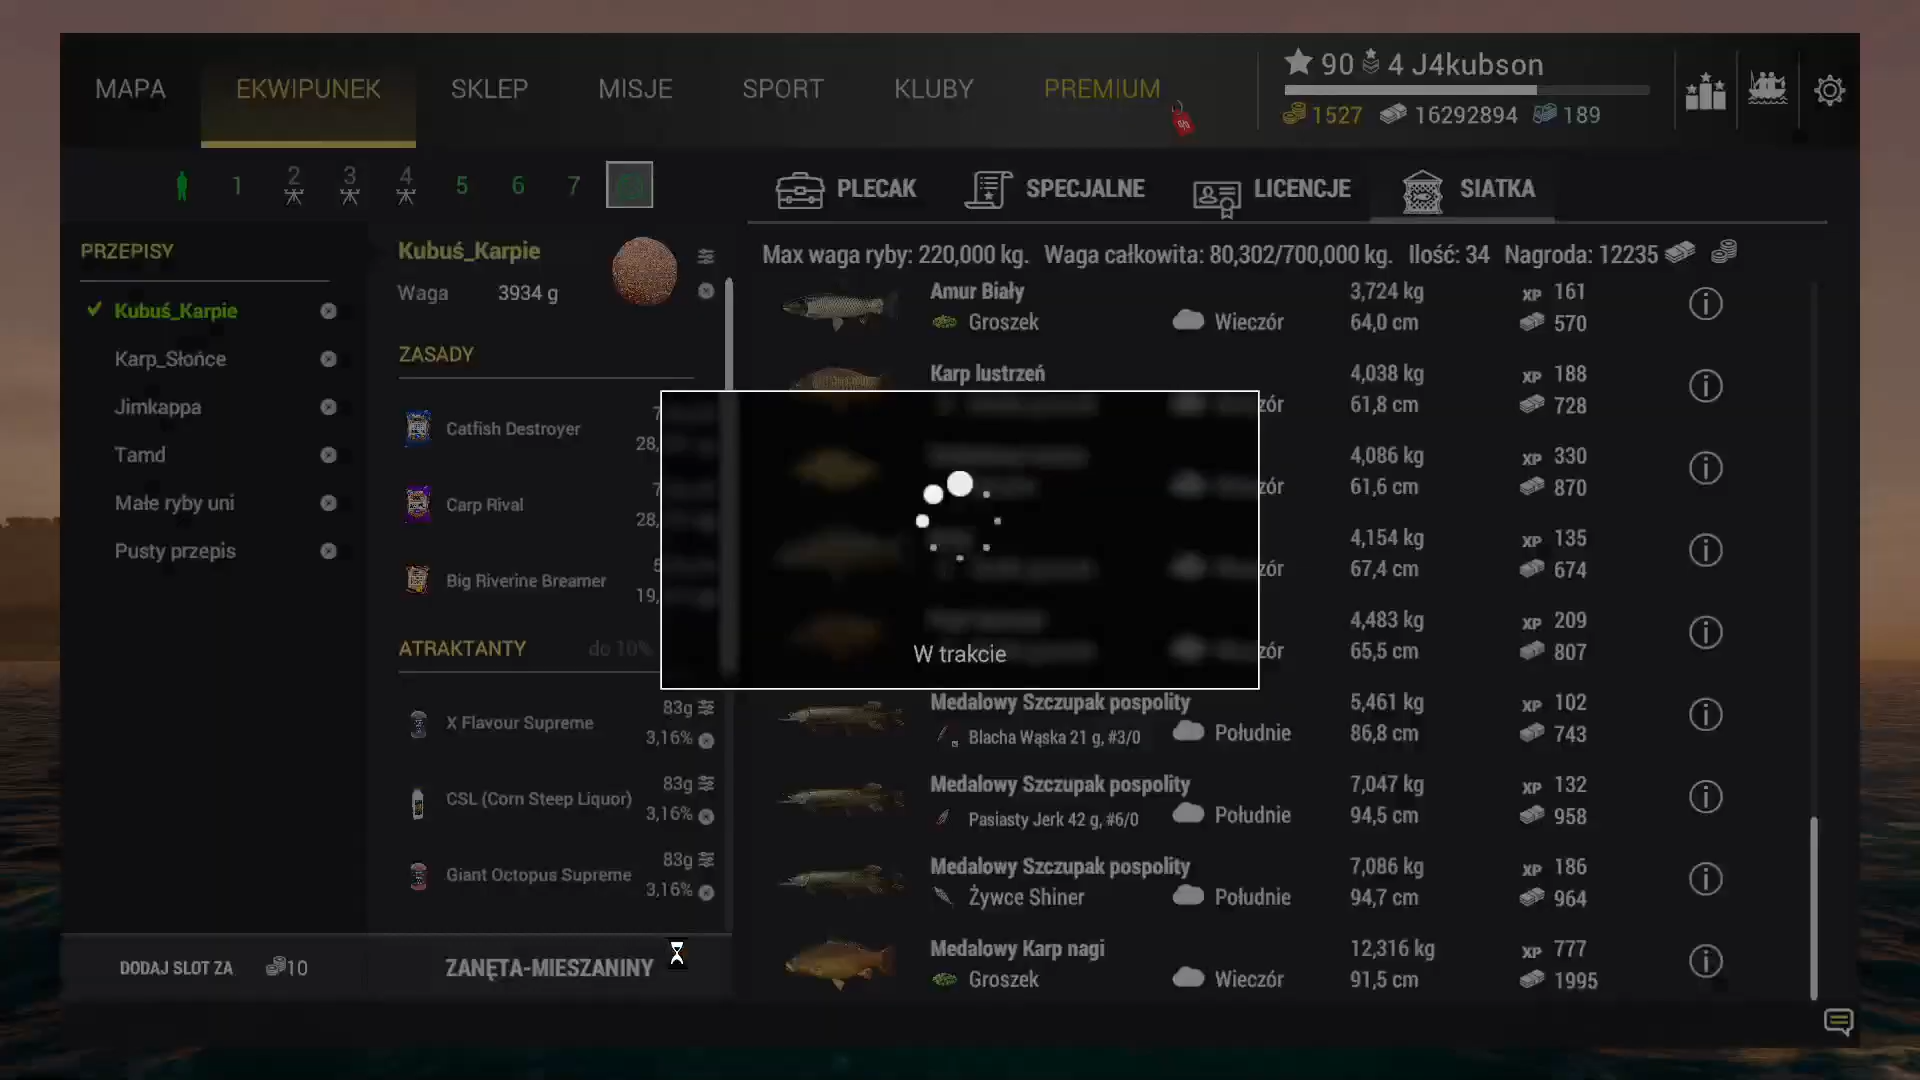 MAPA EKWIPUNEK SKLEP MISJE SPORT KLUBY PREMIUM
90 4 J4kubson
1527 16292894 189
1 2 3 4 5 6 7
PLECAK SPECJALNE LICENCJE SIATKA
PRZEPISY
Kubuś_Karpie
Karp_Słońce
Jimkappa
Tamd
Małe ryby uni
Pusty przepis
DODAJ SLOT ZA 10
Kubuś_Karpie
Waga 3934 g
ZASADY
Catfish Destroyer
28,
Carp Rival
28,
Big Riverine Breamer
19,
ATRAKTANTY do 10%
X Flavour Supreme 83g
3,16%
CSL (Corn Steep Liquor) 83g
3,16%
Giant Octopus Supreme 83g
3,16%
ZANĘTA-MIESZANINY
Max waga ryby: 220,000 kg. Waga całkowita: 80,302/700,000 kg. Ilość: 34 Nagroda: 12235
Amur Biały 3,724 kg XP 161
Groszek Wieczór 64,0 cm 570
Karp lustrzeń 4,038 kg XP 188
zór 61,8 cm 728
4,086 kg XP 330
zór 61,6 cm 870
4,154 kg XP 135
zór 67,4 cm 674
4,483 kg XP 209
zór 65,5 cm 807
W trakcie
Medalowy Szczupak pospolity 5,461 kg XP 102
Blacha Wąska 21 g, #3/0 Południe 86,8 cm 743
Medalowy Szczupak pospolity 7,047 kg XP 132
Pasiasty Jerk 42 g, #6/0 Południe 94,5 cm 958
Medalowy Szczupak pospolity 7,086 kg XP 186
Żywce Shiner Południe 94,7 cm 964
Medalowy Karp nagi 12,316 kg XP 777
Groszek Wieczór 91,5 cm 1995